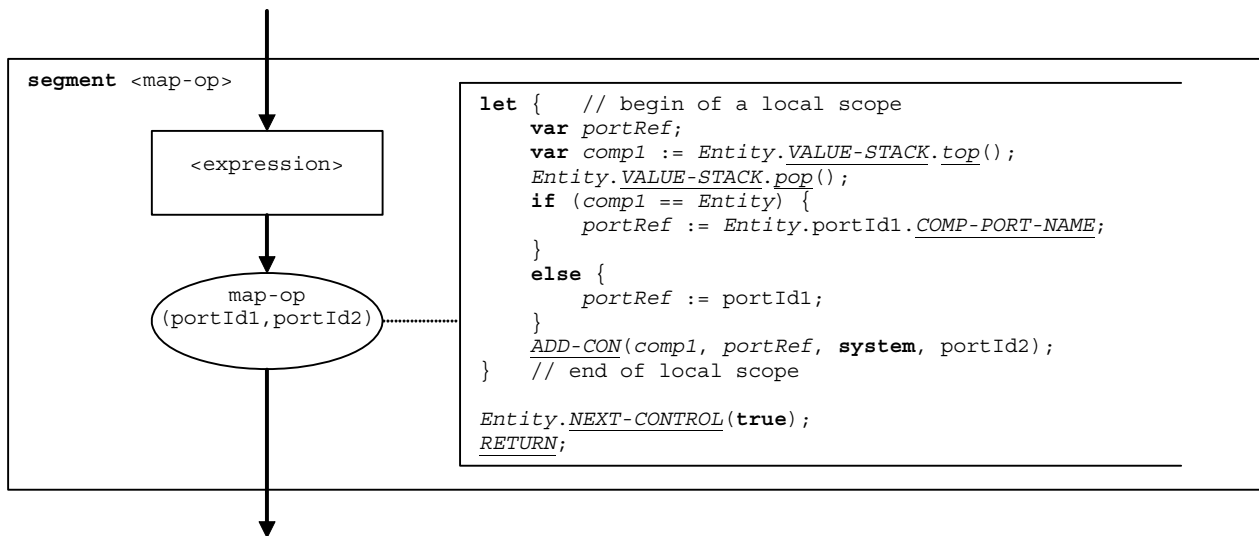 segment <map-op>
<expression>
map-op
(portId1,portId2)
let {   // begin of a local scope
    var portRef;
    var comp1 := Entity.VALUE-STACK.top();
    Entity.VALUE-STACK.pop();
    if (comp1 == Entity) {
        portRef := Entity.portId1.COMP-PORT-NAME;
    }
    else {
        portRef := portId1;
    }
    ADD-CON(comp1, portRef, system, portId2);
}   // end of local scope
Entity.NEXT-CONTROL(true);
RETURN;